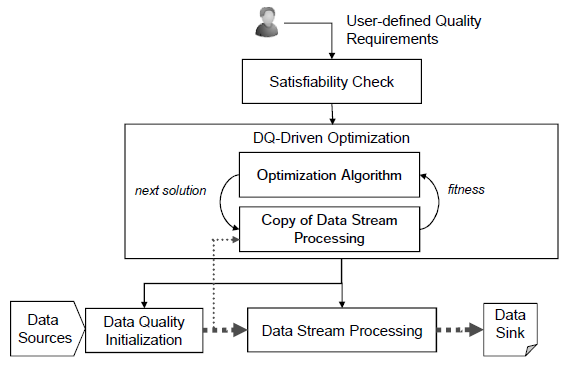 User-defined Quality
Requirements
Satisfiability Check
DQ-Driven Optimization
Optimization Algorithm
next solution
fitness
Copy of Data Stream
Processing
Data
Sources
Data Quality
Initialization
Data Stream Processing
Data
Sink